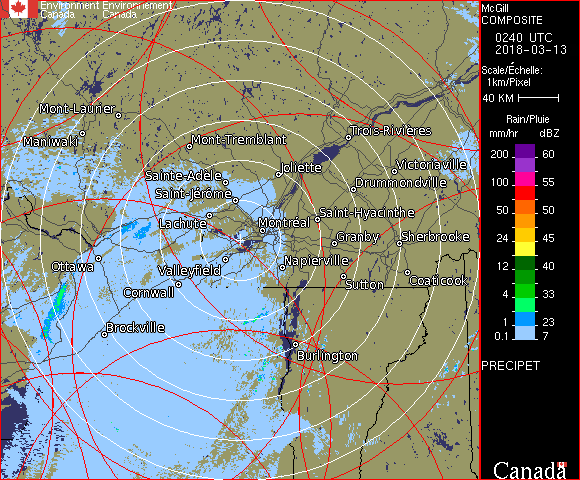 Environment Environnement
Canada Canada
McGill
COMPOSITE
0240 UTC
2018-03-13
Scale/Échelle:
1km/Pixel
40 KM
Rain/Pluie
mm/hr dBZ
200 60
100 55
50 50
24 45
12 40
4 33
1 23
0.1 7
PRECIPET
Canada
Mont-Laurier
Maniwaki
Mont-Tremblant
Trois-Rivières
Sainte-Adèle
Joliette
Victoriaville
Saint-Jérôme
Drummondville
Lachute
Montréal
Saint-Hyacinthe
Granby
Sherbrooke
Ottawa
Valleyfield
Napierville
Cornwall
Sutton
Coaticook
Brockville
Burlington